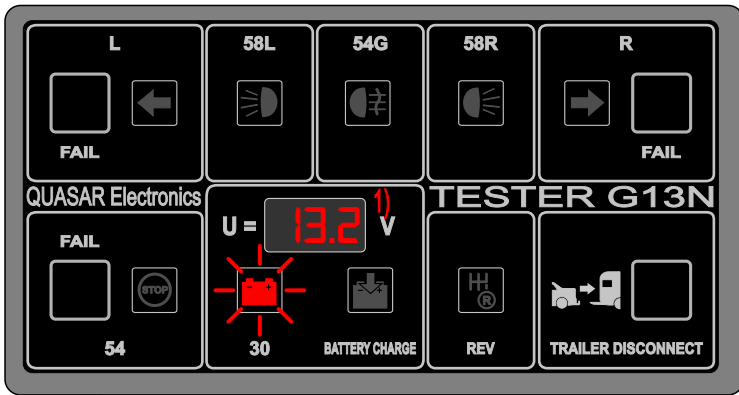 L
58L
54G
58R
R
FAIL
FAIL
QUASAR Electronics
TESTER G13N
U = 13.2 1) V
FAIL
STOP
R
54
30
BATTERY CHARGE
REV
TRAILER DISCONNECT